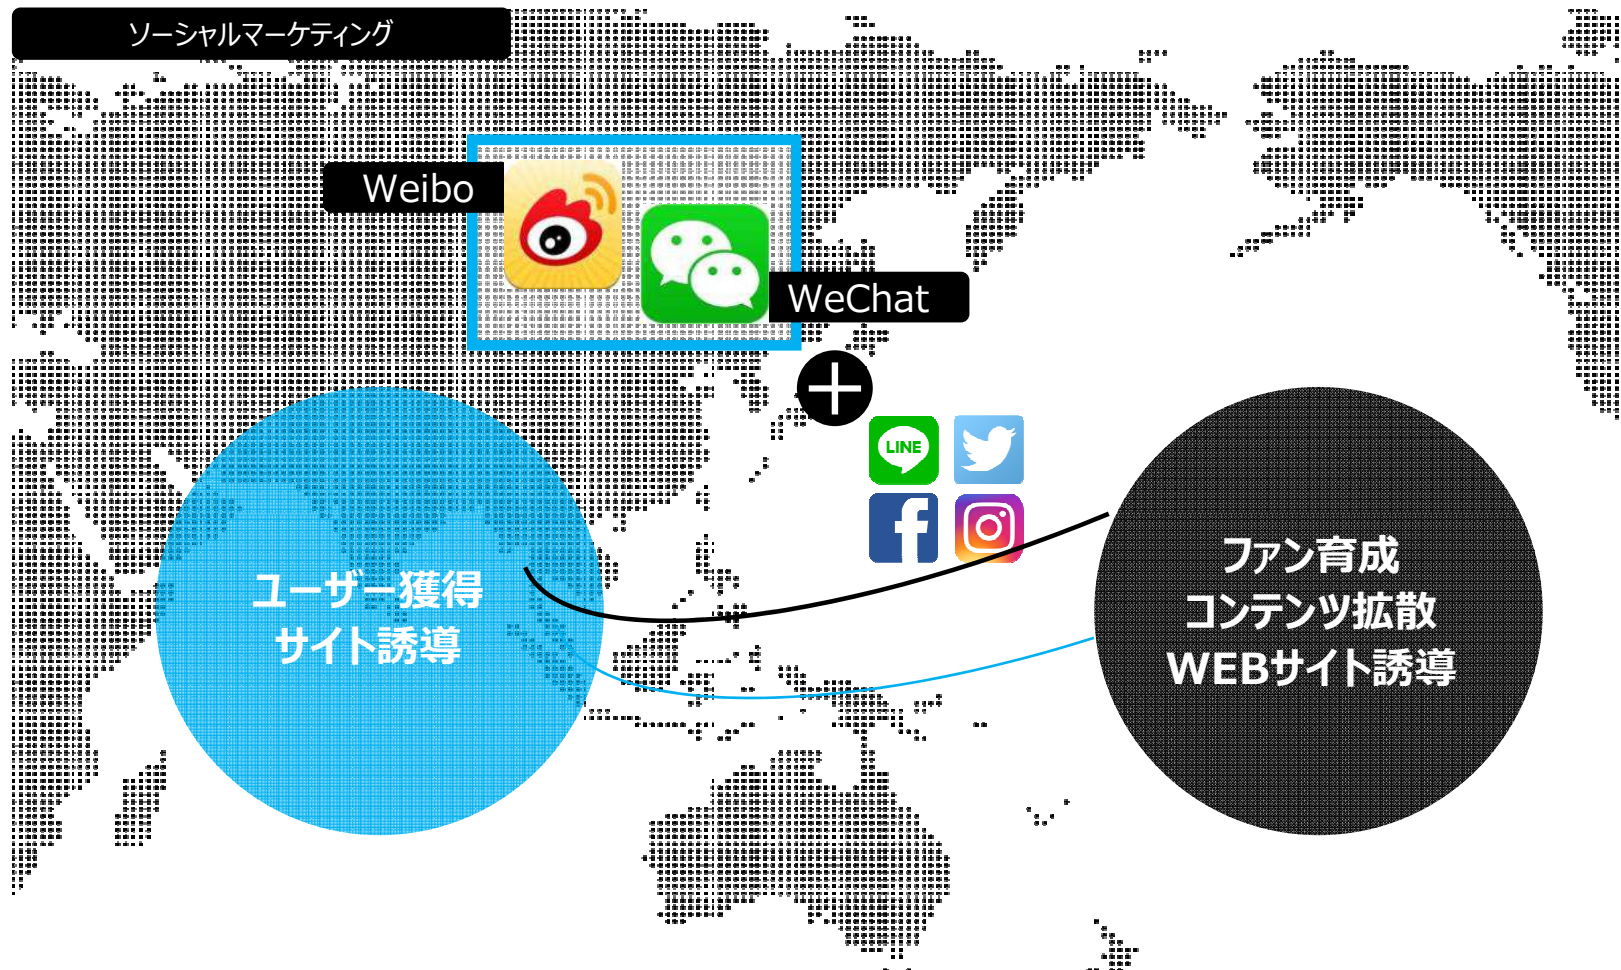 ソーシャルマーケティング
Weibo
WeChat
LINE
ユーザー獲得
サイト誘導
ファン育成
コンテンツ拡散
WEBサイト誘導